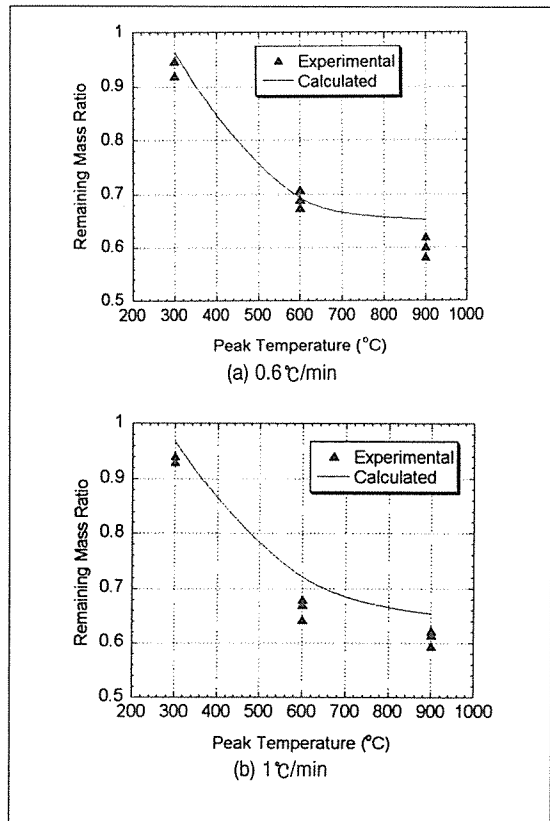 1
0.9
0.8
0.7
0.6
0.5
Remaining Mass Ratio
Experimental
Calculated
200 300 400 500 600 700 800 900 1000
Peak Temperature (°C)
(a) 0.6℃/min
1
0.9
0.8
0.7
0.6
0.5
Remaining Mass Ratio
Experimental
Calculated
200 300 400 500 600 700 800 900 1000
Peak Temperature (°C)
(b) 1℃/min